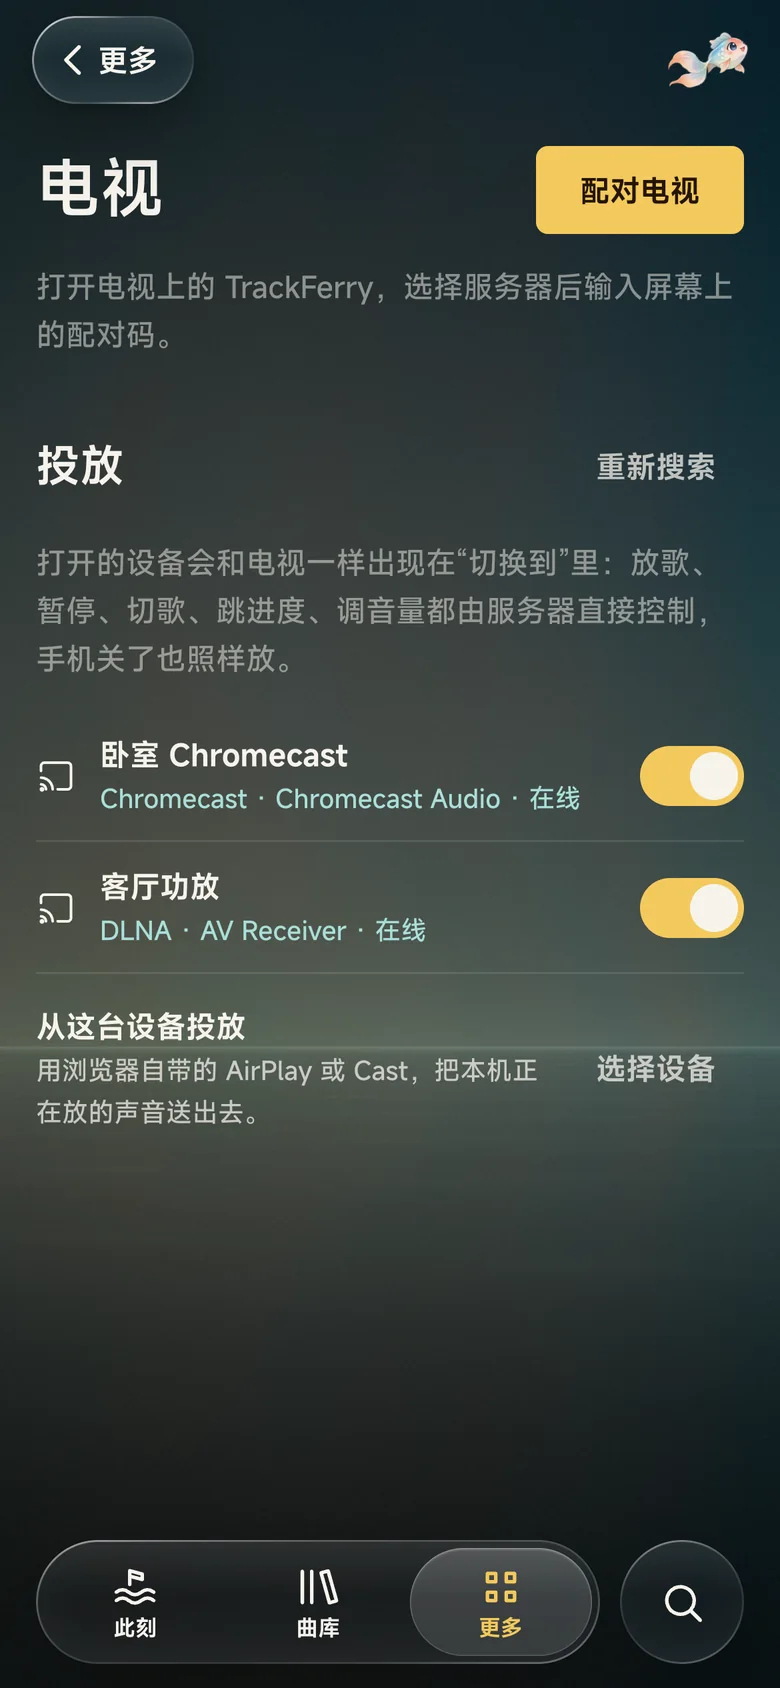 更多
电视
配对电视
打开电视上的 TrackFerry，选择服务器后输入屏幕上
的配对码。
投放
重新搜索
打开的设备会和电视一样出现在“切换到”里：放歌、
暂停、切歌、跳进度、调音量都由服务器直接控制，
手机关了也照样放。
卧室 Chromecast
Chromecast · Chromecast Audio · 在线
客厅功放
DLNA · AV Receiver · 在线
从这台设备投放
用浏览器自带的 AirPlay 或 Cast，把本机正
在放的声音送出去。
选择设备
此刻
曲库
更多